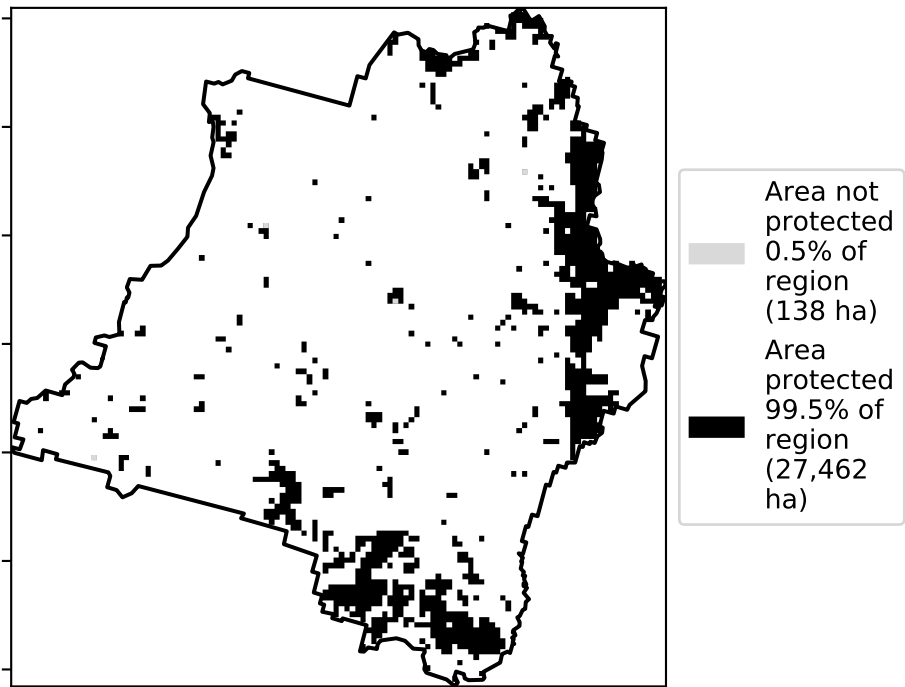 Area not
protected
0.5% of
region
(138 ha)
Area
protected
99.5% of
region
(27,462
ha)